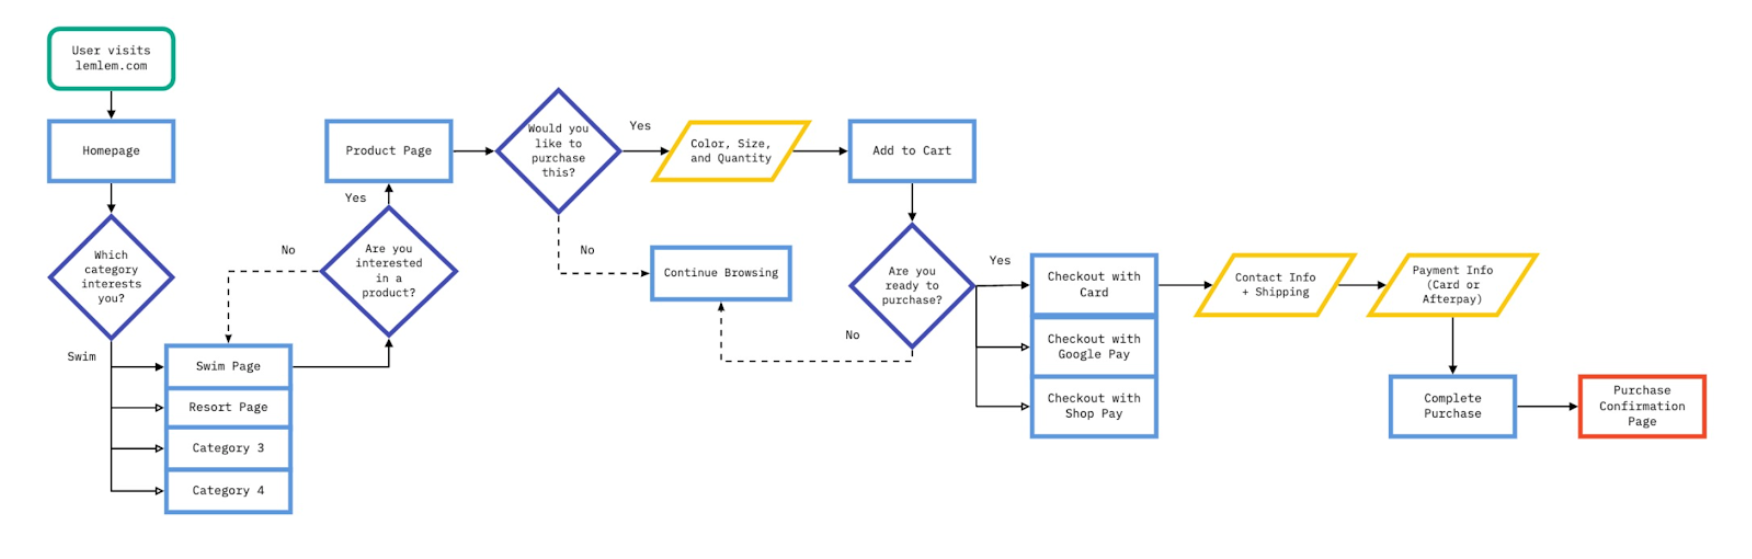 User visits
lemlem.com
Homepage
Which
category
interests
you?
Swim
Swim Page
Resort Page
Category 3
Category 4
No
Are you
interested
in a
product?
Yes
Product Page
Would you
like to
purchase
this?
Yes
No
Color, Size,
and Quantity
Add to Cart
Continue Browsing
Are you
ready to
purchase?
No
Yes
Checkout with
Card
Checkout with
Google Pay
Checkout with
Shop Pay
Contact Info
+ Shipping
Payment Info
(Card or
Afterpay)
Complete
Purchase
Purchase
Confirmation
Page